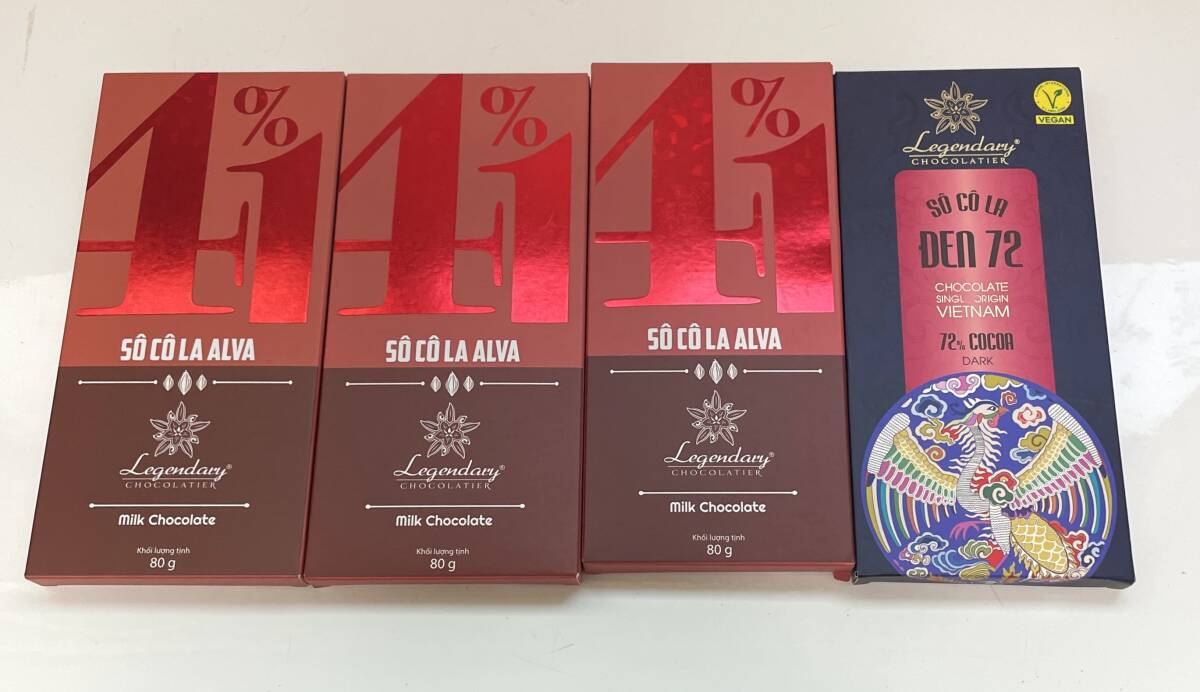 41%
SÔ CÔ LA ALVA
Legendary®
CHOCOLATIER
Milk Chocolate
Khối lượng tịnh
80 g
41%
SÔ CÔ LA ALVA
Legendary®
CHOCOLATIER
Milk Chocolate
Khối lượng tịnh
80 g
41%
SÔ CÔ LA ALVA
Legendary®
CHOCOLATIER
Milk Chocolate
Khối lượng tịnh
80 g
Legendary®
CHOCOLATIER
VEGAN
SÔ CÔ LA
ĐEN 72
CHOCOLATE
SINGLE ORIGIN
VIETNAM
72% COCOA
DARK